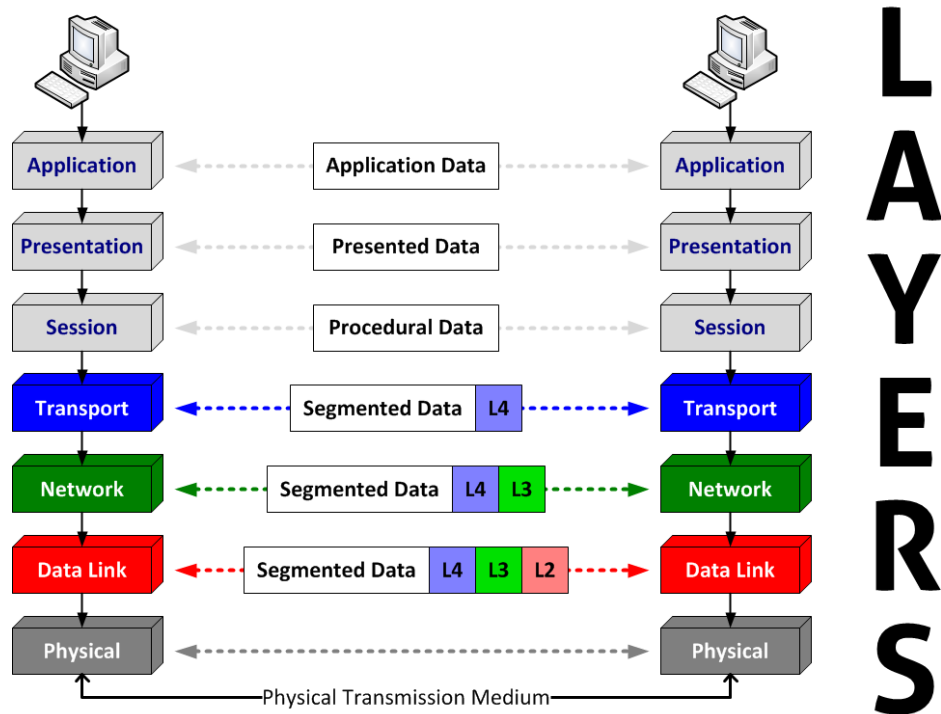 Application
Application Data
Application
Presentation
Presented Data
Presentation
Session
Procedural Data
Session
Transport
Segmented Data L4
Transport
Network
Segmented Data L4 L3
Network
Data Link
Segmented Data L4 L3 L2
Data Link
Physical
Physical
Physical Transmission Medium
LAYERS